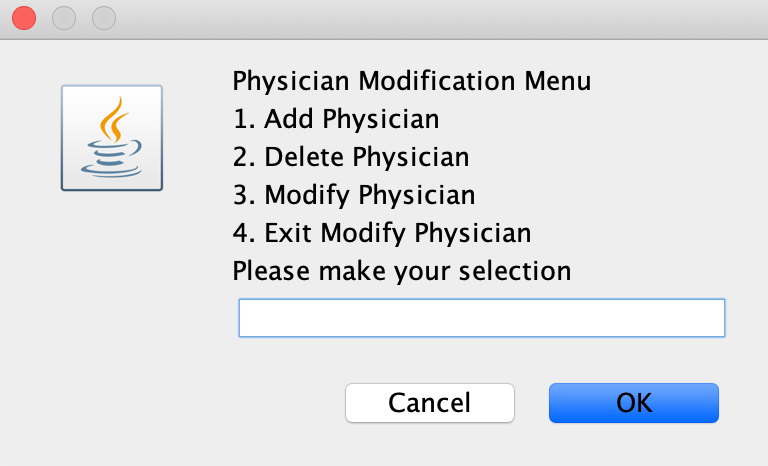 Physician Modification Menu
1. Add Physician
2. Delete Physician
3. Modify Physician
4. Exit Modify Physician
Please make your selection
Cancel
OK